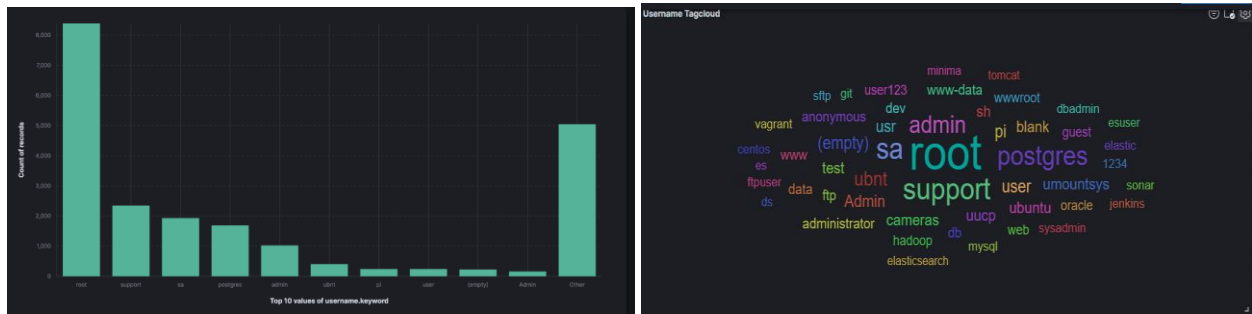 8,000
7,000
6,000
5,000
4,000
3,000
2,000
1,000
0
Count of records
root support sa postgres admin ubnt pi user (empty) Admin Other
Top 10 values of username.keyword
Username Tagcloud
minima tomcat
sftp git user123 www-data wwwroot
vagrant anonymous dev sh dbadmin
usr admin pi blank guest esuser
centos www (empty) sa root postgres elastic
es test 1234
ftpuser data ftp ubnt support user umountsys sonar
ds Admin ubuntu oracle jenkins
administrator cameras uucp web sysadmin
hadoop db mysql
elasticsearch